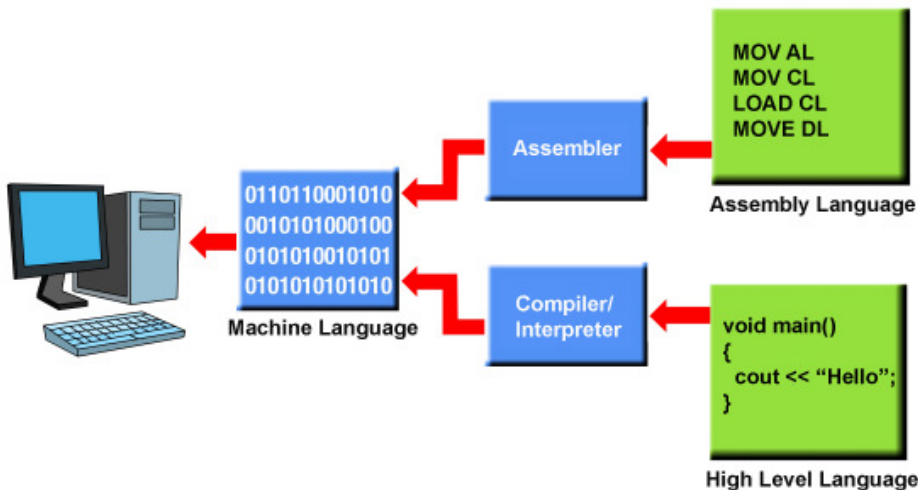 MOV AL
MOV CL
LOAD CL
MOVE DL
Assembly Language
Assembler
0110110001010
0010101000100
0101010010101
0101010101010
Machine Language
Compiler/
Interpreter
void main()
{
cout << “Hello”;
}
High Level Language